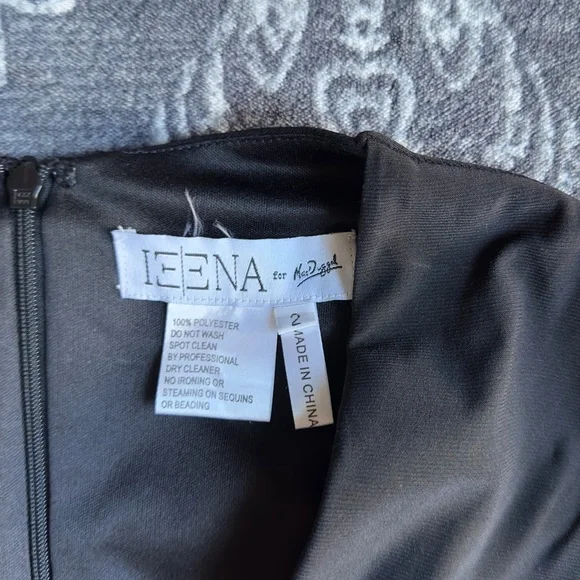 IEENA for Mac Duggal
100% POLYESTER
DO NOT WASH
SPOT CLEAN
BY PROFESSIONAL
DRY CLEANER
NO IRONING OR
STEAMING ON SEQUINS
OR BEADING
2 MADE IN CHINA